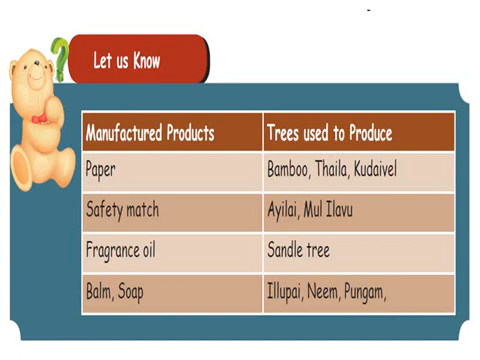 Let us Know
Manufactured Products Trees used to Produce
Paper Bamboo, Thaila, Kudaivel
Safety match Ayilai, Mul Ilavu
Fragrance oil Sandle tree
Balm, Soap Illupai, Neem, Pungam,